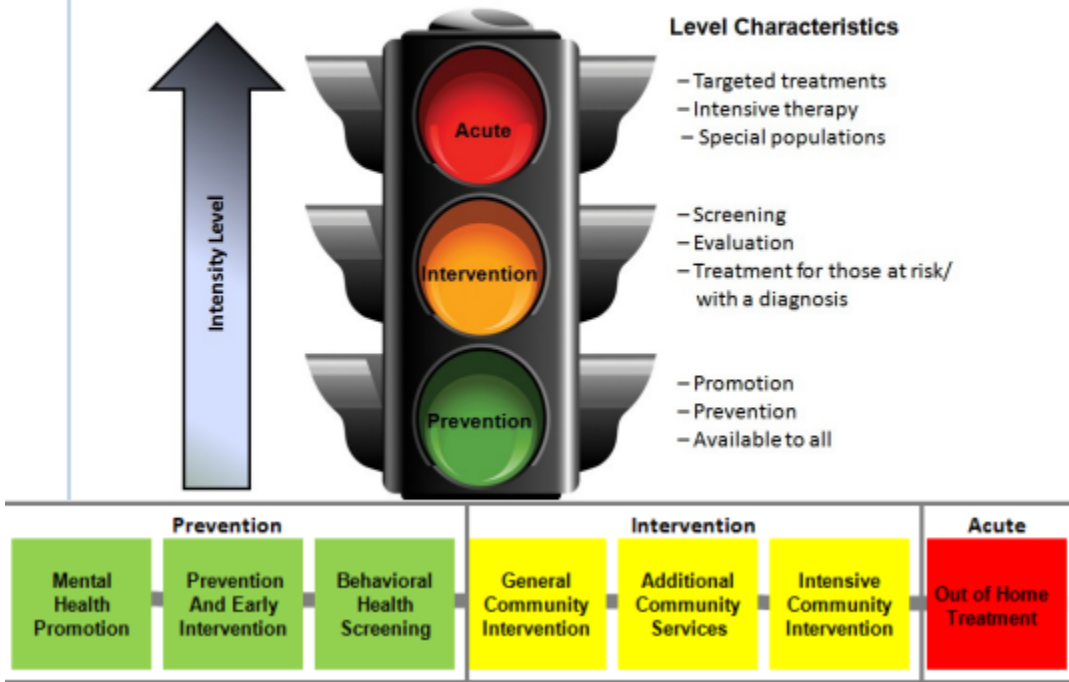 Level Characteristics
– Targeted treatments
– Intensive therapy
– Special populations
Acute
Intensity Level
– Screening
– Evaluation
– Treatment for those at risk/
with a diagnosis
Intervention
– Promotion
– Prevention
– Available to all
Prevention
Prevention
Mental
Health
Promotion
Prevention
And Early
Intervention
Behavioral
Health
Screening
Intervention
General
Community
Intervention
Additional
Community
Services
Intensive
Community
Intervention
Acute
Out of Home
Treatment